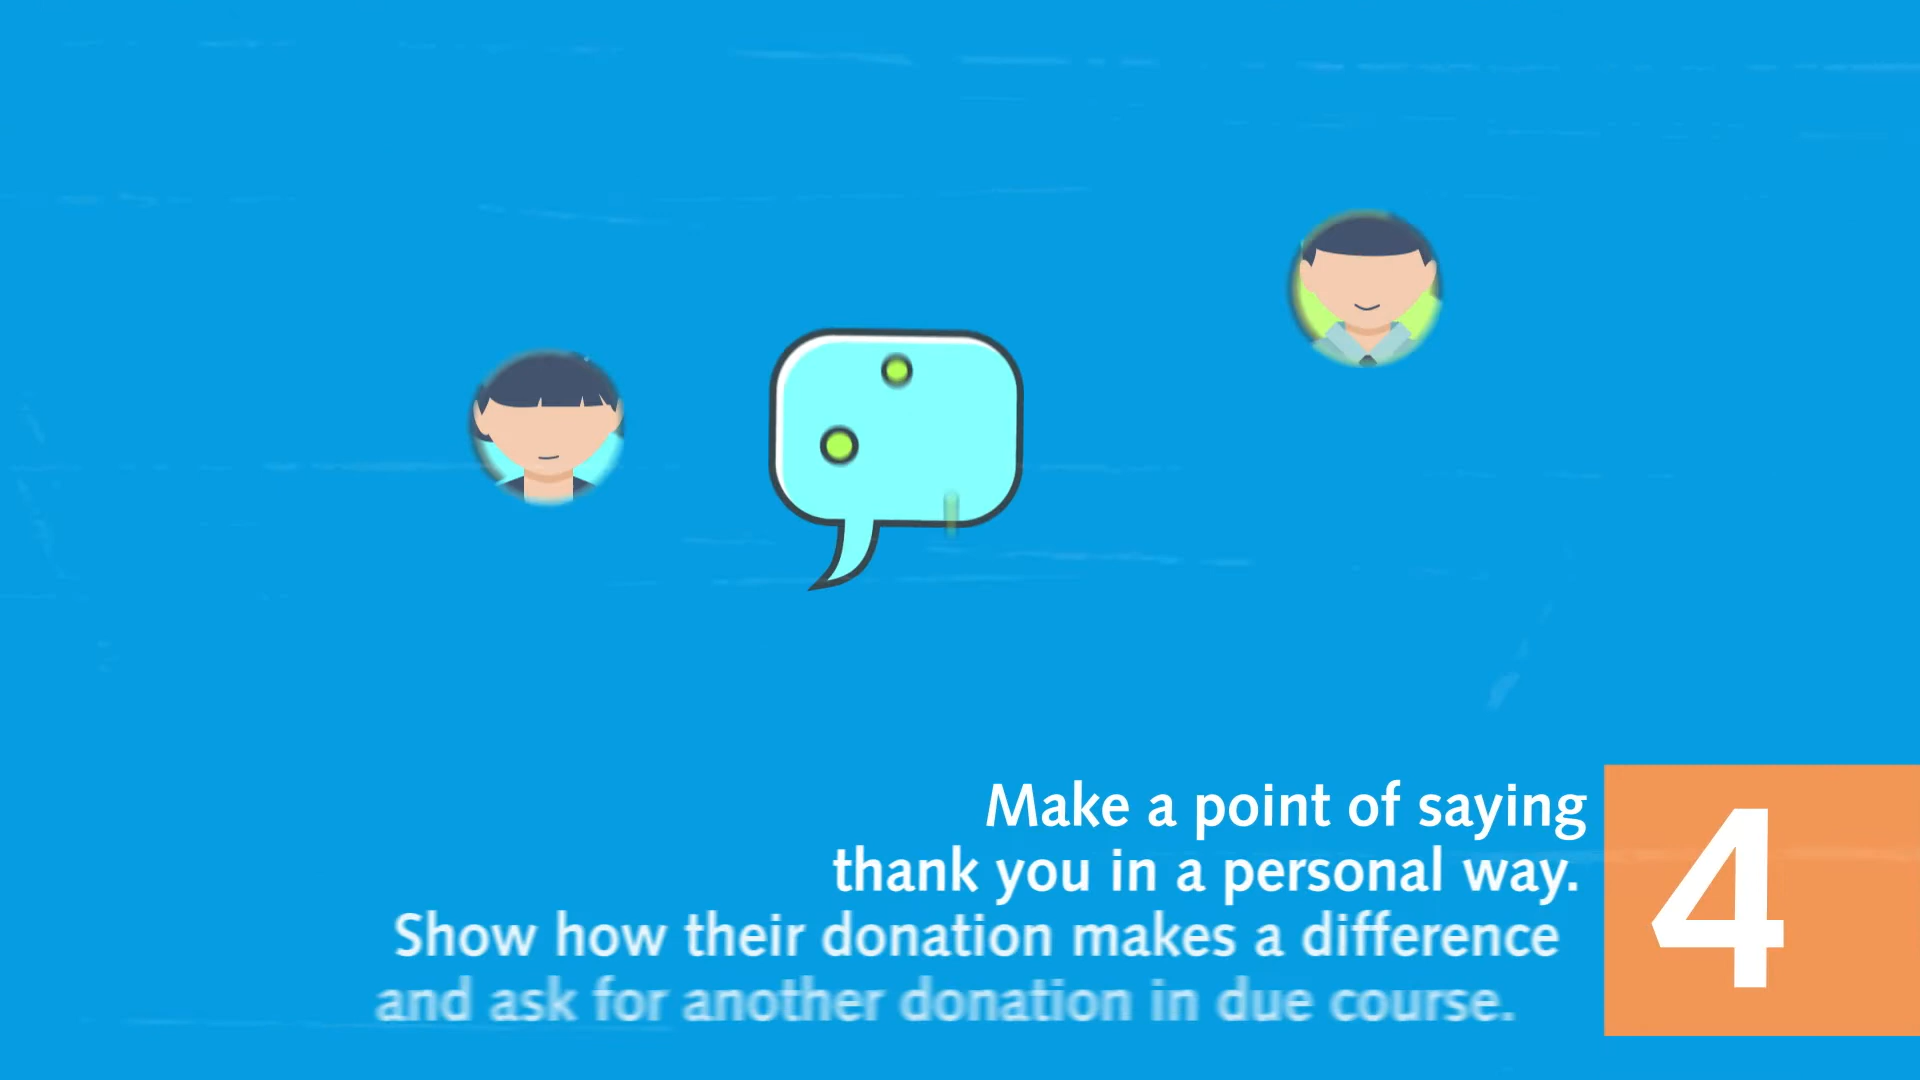 Make a point of saying
thank you in a personal way.
Show how their donation makes a difference
and ask for another donation in due course.
4